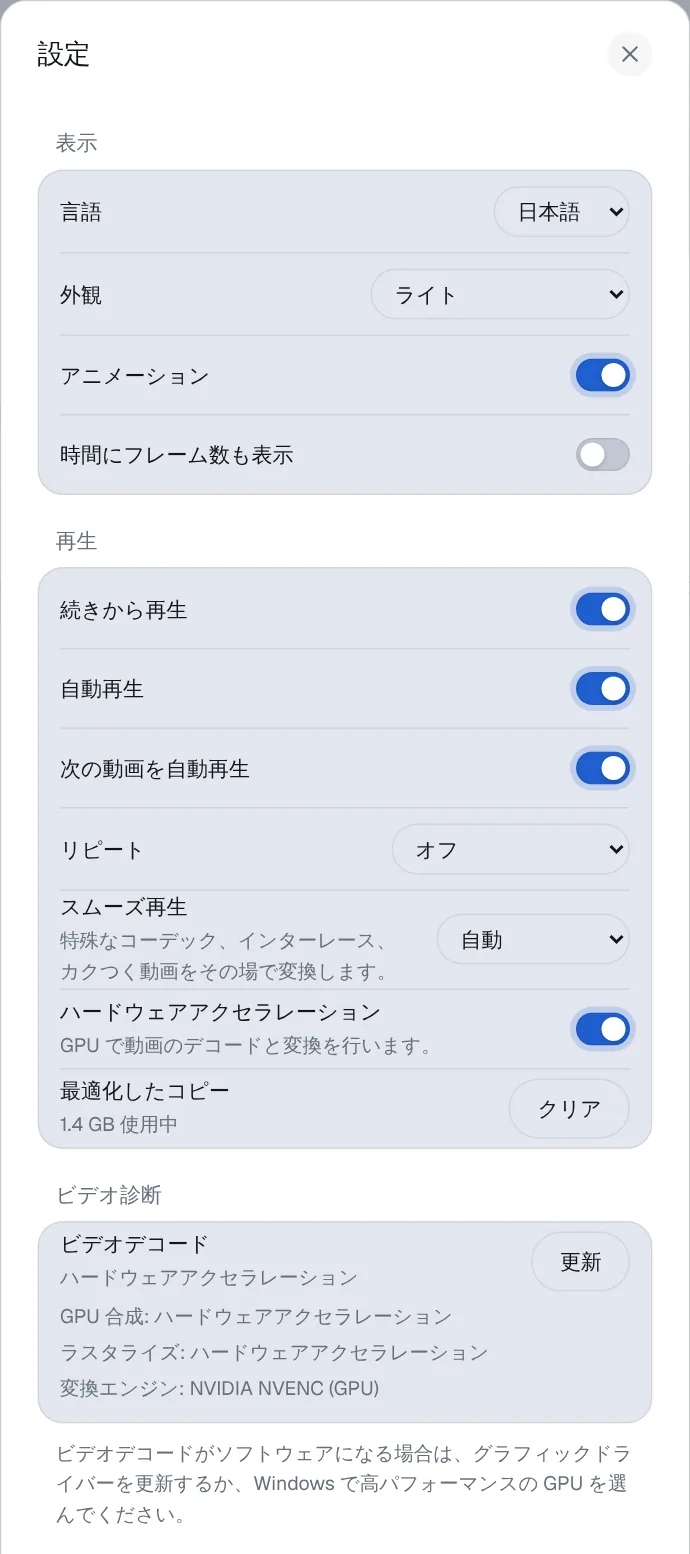 設定
表示
言語
日本語
外観
ライト
アニメーション
時間にフレーム数も表示
再生
続きから再生
自動再生
次の動画を自動再生
リピート
オフ
スムーズ再生
特殊なコーデック、インターレース、
カクつく動画をその場で変換します。
自動
ハードウェアアクセラレーション
GPU で動画のデコードと変換を行います。
最適化したコピー
1.4 GB 使用中
クリア
ビデオ診断
ビデオデコード
ハードウェアアクセラレーション
更新
GPU 合成: ハードウェアアクセラレーション
ラスタライズ: ハードウェアアクセラレーション
変換エンジン: NVIDIA NVENC (GPU)
ビデオデコードがソフトウェアになる場合は、グラフィックドラ
イバーを更新するか、Windows で高パフォーマンスの GPU を選
んでください。